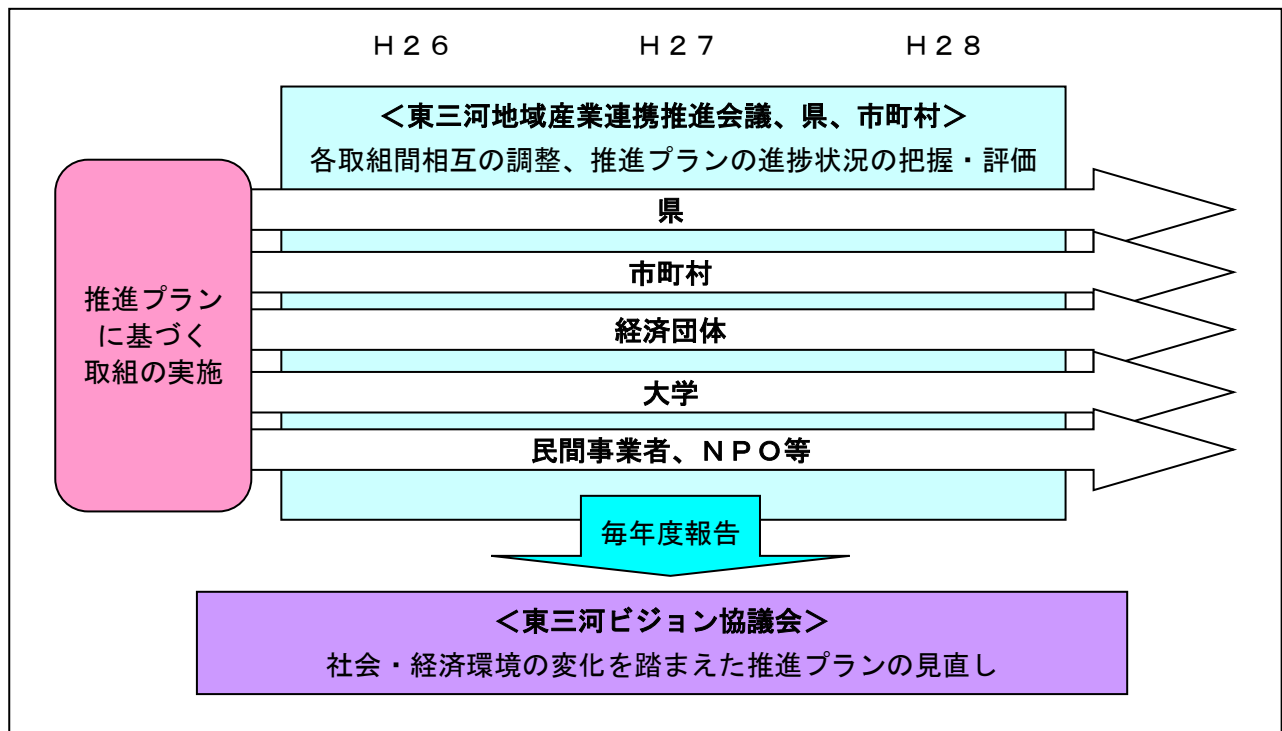 H26 H27 H28
＜東三河地域産業連携推進会議、県、市町村＞
各取組間相互の調整、推進プランの進捗状況の把握・評価
推進プラン
に基づく
取組の実施
県
市町村
経済団体
大学
民間事業者、ＮＰＯ等
毎年度報告
＜東三河ビジョン協議会＞
社会・経済環境の変化を踏まえた推進プランの見直し